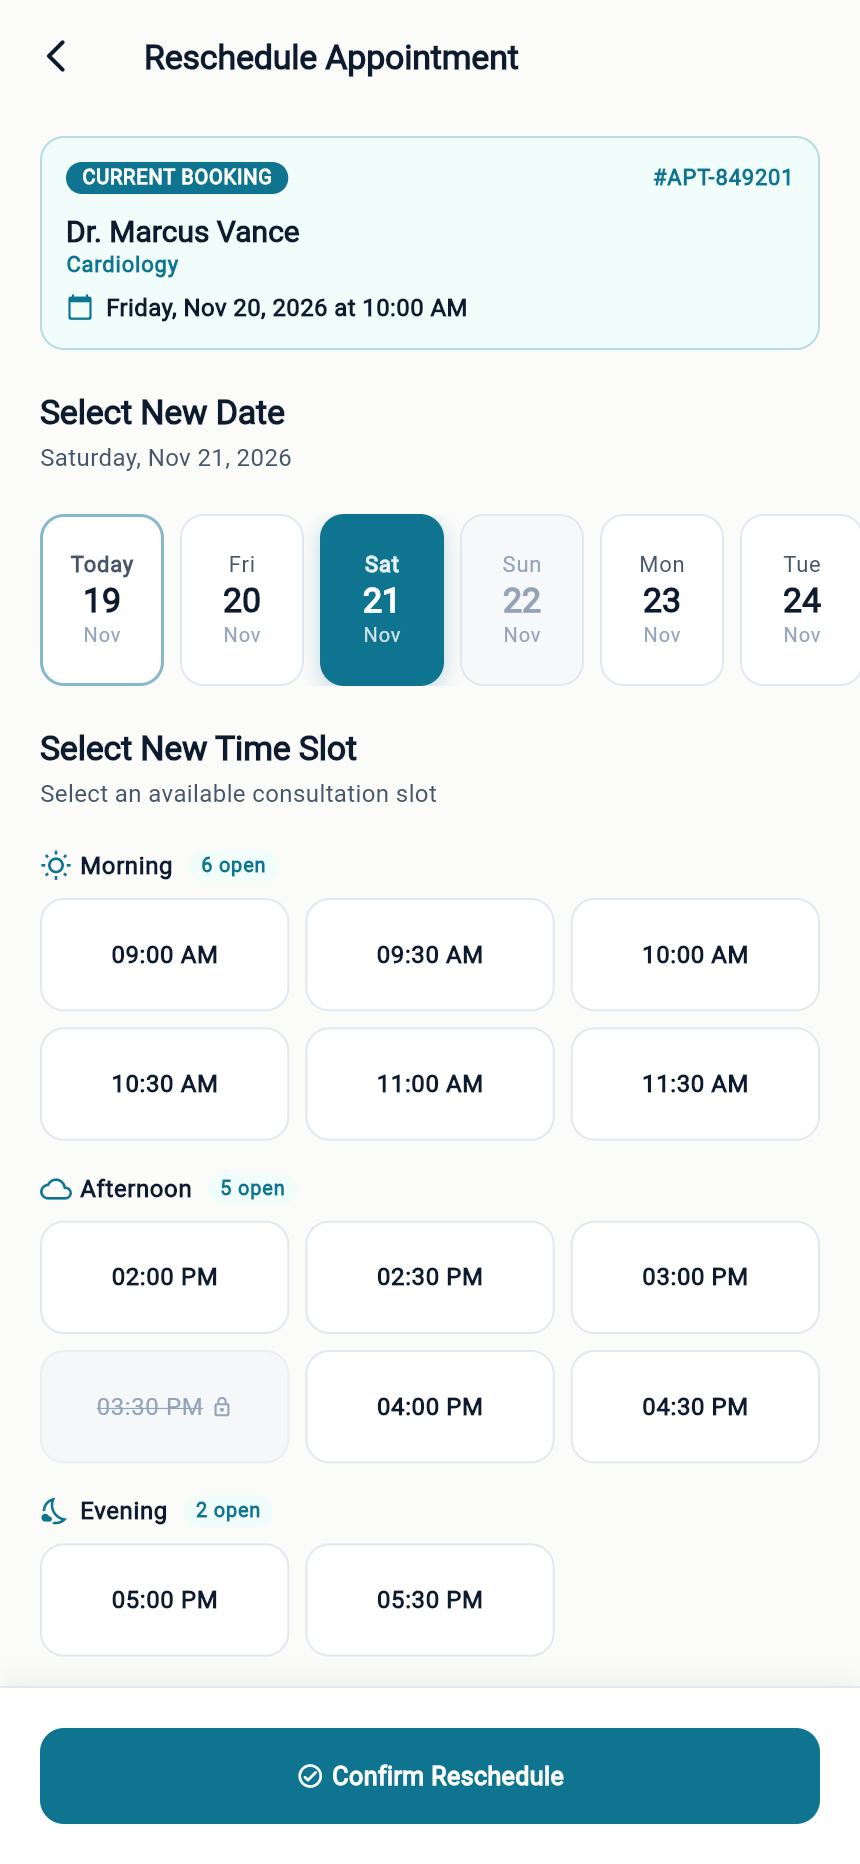 Reschedule Appointment
CURRENT BOOKING #APT-849201
Dr. Marcus Vance
Cardiology
Friday, Nov 20, 2026 at 10:00 AM
Select New Date
Saturday, Nov 21, 2026
Today Fri Sat Sun Mon Tue
19 20 21 22 23 24
Nov Nov Nov Nov Nov Nov
Select New Time Slot
Select an available consultation slot
Morning 6 open
09:00 AM 09:30 AM 10:00 AM
10:30 AM 11:00 AM 11:30 AM
Afternoon 5 open
02:00 PM 02:30 PM 03:00 PM
03:30 PM 04:00 PM 04:30 PM
Evening 2 open
05:00 PM 05:30 PM
Confirm Reschedule